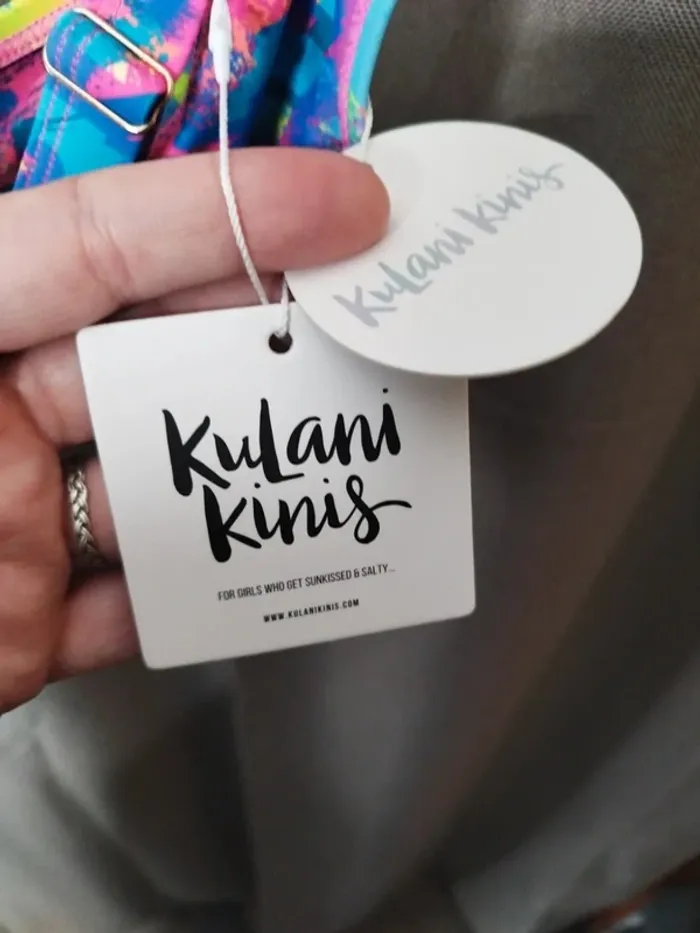 Kulani kinis
Kulani
kinis
FOR GIRLS WHO GET SUNKISSED & SALTY...
WWW.KULANIKINIS.COM